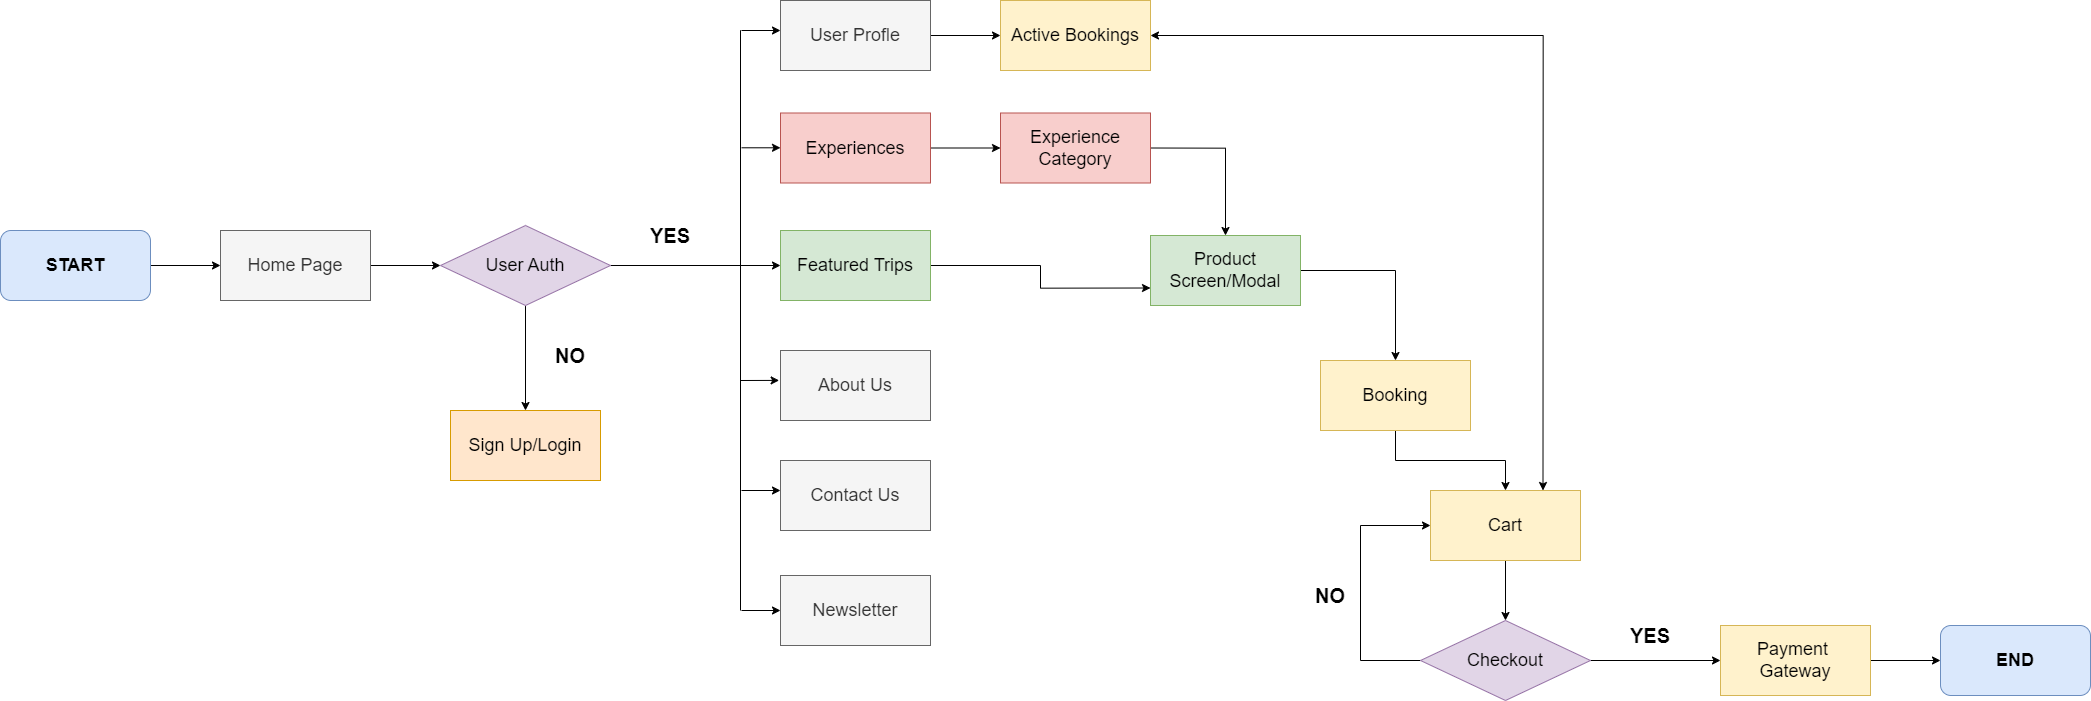 User Profle
Active Bookings
Experiences
Experience
Category
START
Home Page
User Auth
YES
Featured Trips
Product
Screen/Modal
NO
About Us
Booking
Sign Up/Login
Contact Us
Cart
NO
Newsletter
Checkout
YES
Payment
Gateway
END